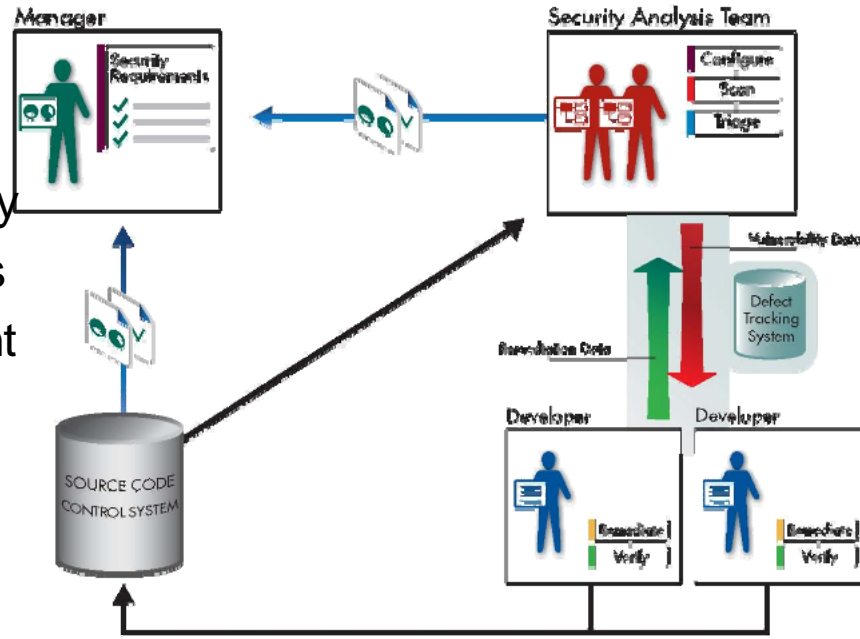 Manager
Security
Requirements
Security Analysis Team
Configure
Scan
Triage
y
s
nt
Vulnerability Data
Defect
Tracking
System
Remediation Data
SOURCE CODE
CONTROL SYSTEM
Developer
Remediate
Verify
Developer
Remediate
Verify